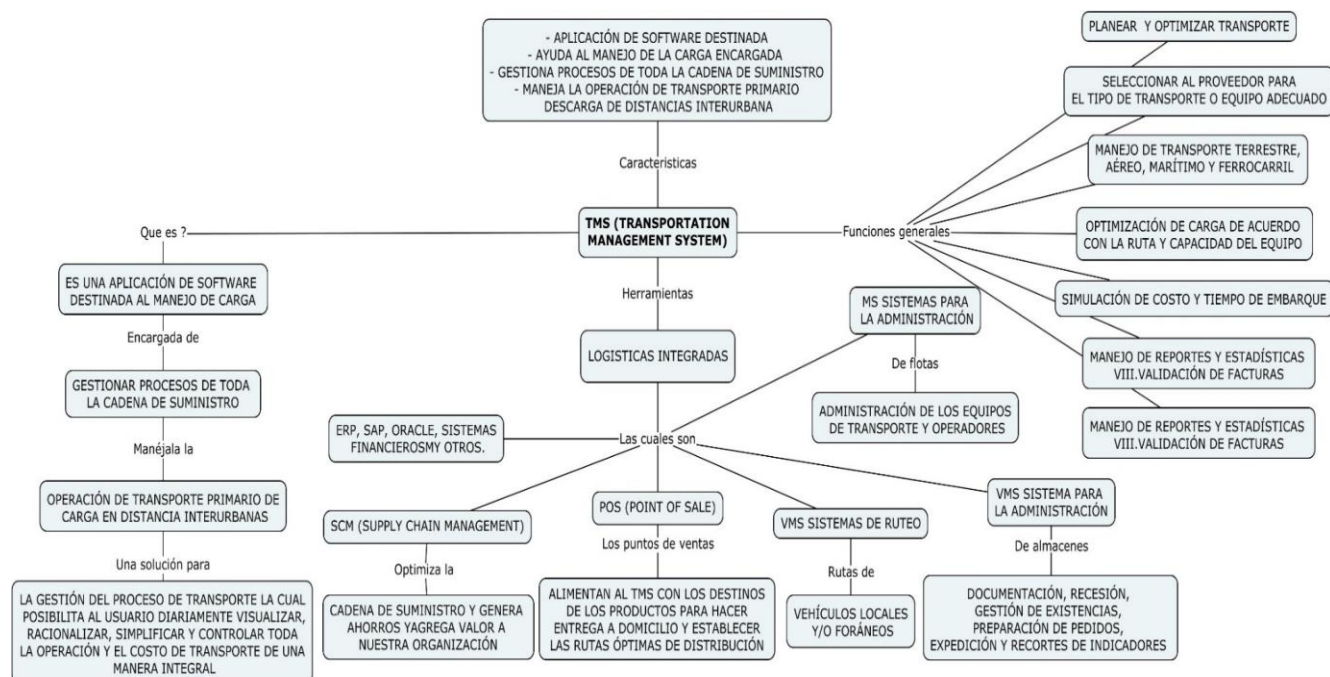 - APLICACIÓN DE SOFTWARE DESTINADA
- AYUDA AL MANEJO DE LA CARGA ENCARGADA
- GESTIONA PROCESOS DE TODA LA CADENA DE SUMINISTRO
- MANEJA LA OPERACIÓN DE TRANSPORTE PRIMARIO
DESCARGA DE DISTANCIAS INTERURBANA
Caracteristicas
TMS (TRANSPORTATION
MANAGEMENT SYSTEM)
Que es ?
ES UNA APLICACIÓN DE SOFTWARE
DESTINADA AL MANEJO DE CARGA
Encargada de
GESTIONAR PROCESOS DE TODA
LA CADENA DE SUMINISTRO
Manéjala la
OPERACIÓN DE TRANSPORTE PRIMARIO DE
CARGA EN DISTANCIA INTERURBANAS
Una solución para
LA GESTIÓN DEL PROCESO DE TRANSPORTE LA CUAL
POSIBILITA AL USUARIO DIARIAMENTE VISUALIZAR,
RACIONALIZAR, SIMPLIFICAR Y CONTROLAR TODA
LA OPERACIÓN Y EL COSTO DE TRANSPORTE DE UNA
MANERA INTEGRAL
Herramientas
LOGISTICAS INTEGRADAS
Las cuales son
ERP, SAP, ORACLE, SISTEMAS
FINANCIEROSMY OTROS.
SCM (SUPPLY CHAIN MANAGEMENT)
Optimiza la
CADENA DE SUMINISTRO Y GENERA
AHORROS YAGREGA VALOR A
NUESTRA ORGANIZACIÓN
POS (POINT OF SALE)
Los puntos de ventas
ALIMENTAN AL TMS CON LOS DESTINOS
DE LOS PRODUCTOS PARA HACER
ENTREGA A DOMICILIO Y ESTABLECER
LAS RUTAS ÓPTIMAS DE DISTRIBUCIÓN
VMS SISTEMAS DE RUTEO
Rutas de
VEHÍCULOS LOCALES
Y/O FORÁNEOS
VMS SISTEMA PARA
LA ADMINISTRACIÓN
De almacenes
DOCUMENTACIÓN, RECESIÓN,
GESTIÓN DE EXISTENCIAS,
PREPARACIÓN DE PEDIDOS,
EXPEDICIÓN Y RECORTES DE INDICADORES
MS SISTEMAS PARA
LA ADMINISTRACIÓN
De flotas
ADMINISTRACIÓN DE LOS EQUIPOS
DE TRANSPORTE Y OPERADORES
Funciones generales
PLANEAR Y OPTIMIZAR TRANSPORTE
SELECCIONAR AL PROVEEDOR PARA
EL TIPO DE TRANSPORTE O EQUIPO ADECUADO
MANEJO DE TRANSPORTE TERRESTRE,
AÉREO, MARÍTIMO Y FERROCARRIL
OPTIMIZACIÓN DE CARGA DE ACUERDO
CON LA RUTA Y CAPACIDAD DEL EQUIPO
SIMULACIÓN DE COSTO Y TIEMPO DE EMBARQUE
MANEJO DE REPORTES Y ESTADÍSTICAS
VIII.VALIDACIÓN DE FACTURAS
MANEJO DE REPORTES Y ESTADÍSTICAS
VIII.VALIDACIÓN DE FACTURAS